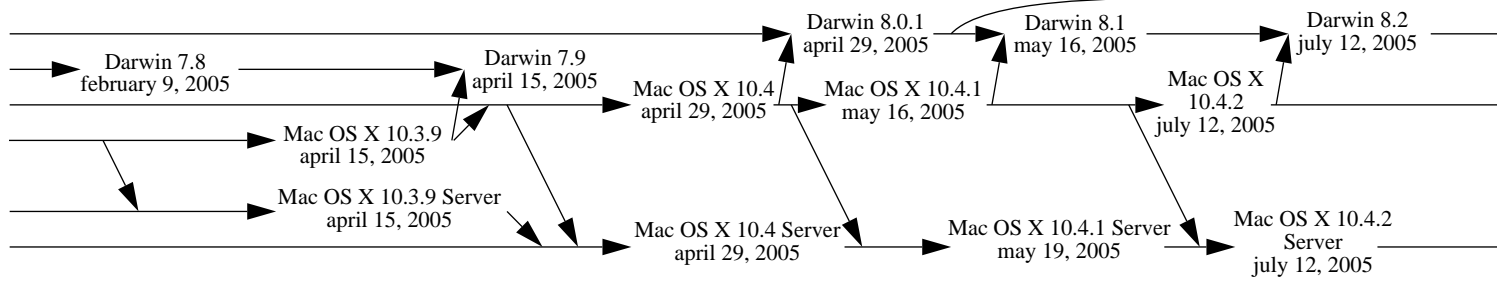 Darwin 8.0.1
april 29, 2005
Darwin 8.1
may 16, 2005
Darwin 8.2
july 12, 2005
Darwin 7.8
february 9, 2005
Darwin 7.9
april 15, 2005
Mac OS X 10.4
april 29, 2005
Mac OS X 10.4.1
may 16, 2005
Mac OS X
10.4.2
july 12, 2005
Mac OS X 10.3.9
april 15, 2005
Mac OS X 10.3.9 Server
april 15, 2005
Mac OS X 10.4 Server
april 29, 2005
Mac OS X 10.4.1 Server
may 19, 2005
Mac OS X 10.4.2
Server
july 12, 2005